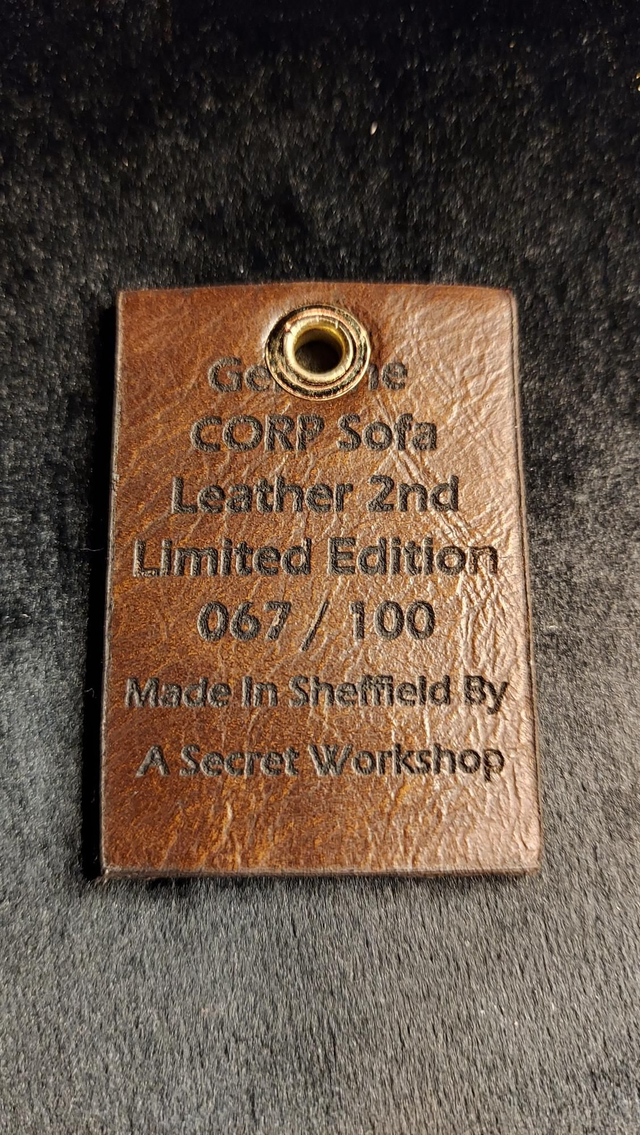 CORP Sofa
Leather 2nd
Limited Edition
067 / 100
Made In Sheffield By
A Secret Workshop